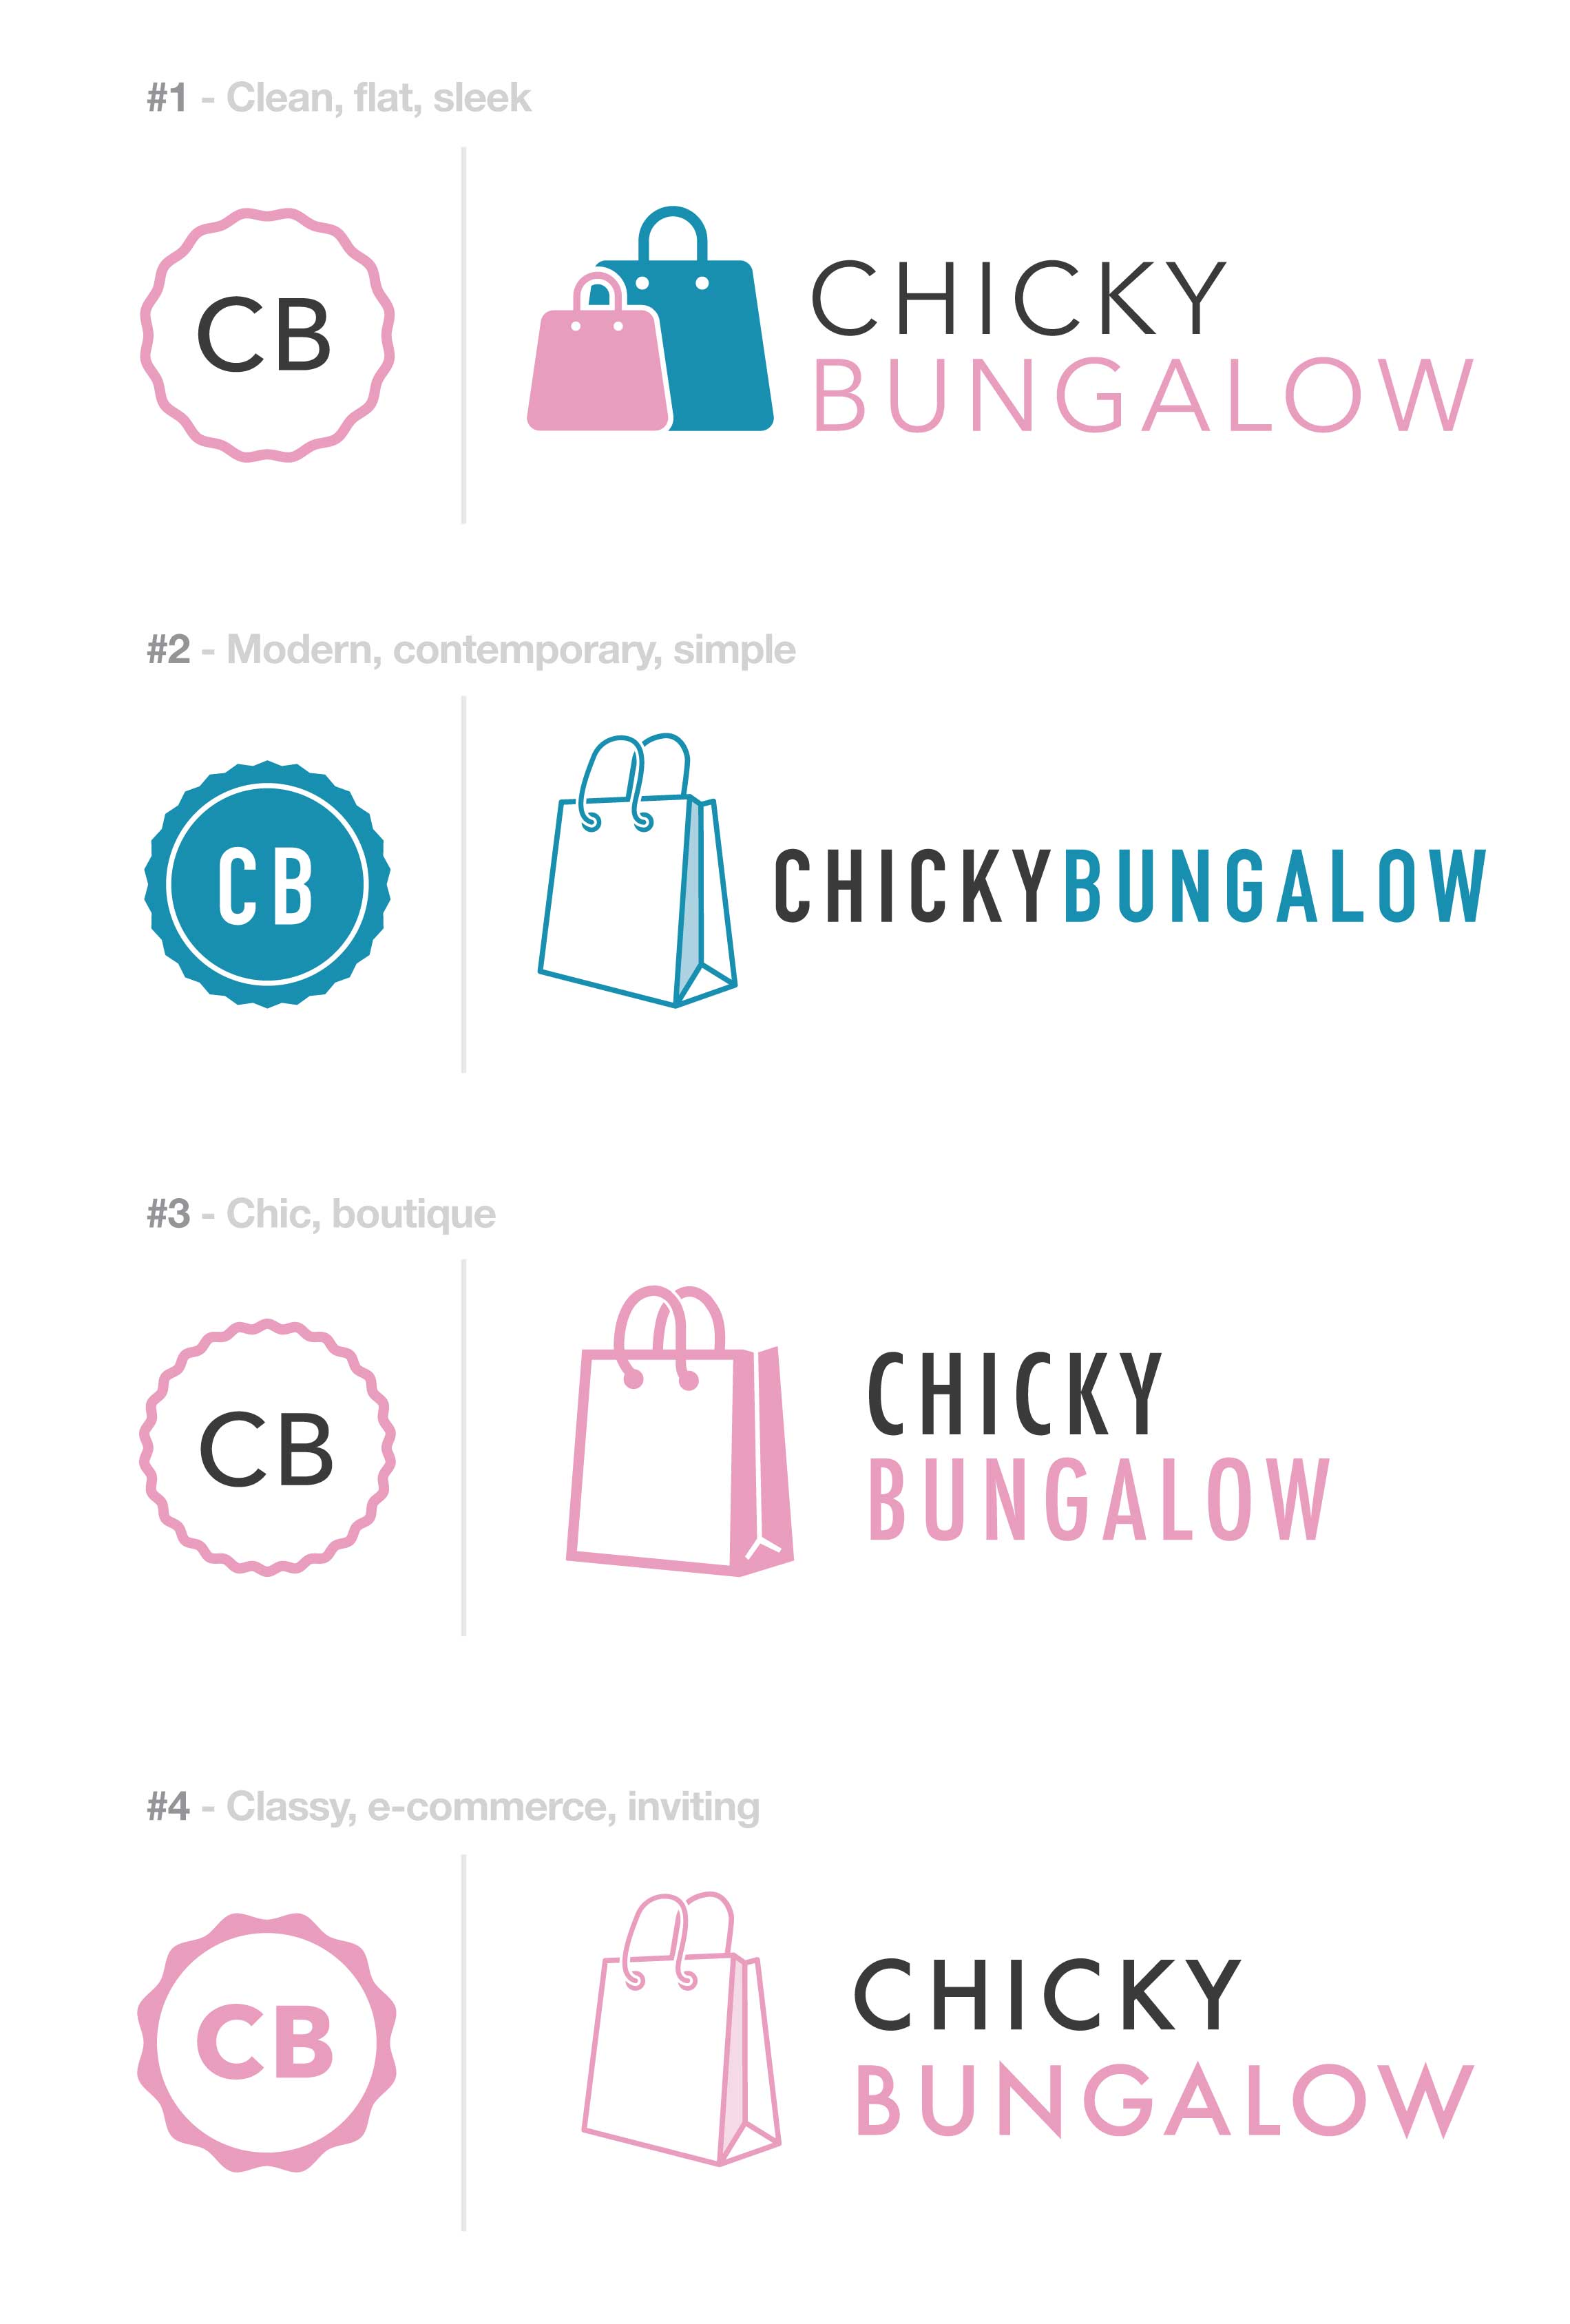 #1 - Clean, flat, sleek
CB
CHICKY
BUNGALOW
#2 - Modern, contemporary, simple
CB
CHICKYBUNGALOW
#3 - Chic, boutique
CB
CHICKY
BUNGALOW
#4 - Classy, e-commerce, inviting
CB
CHICKY
BUNGALOW